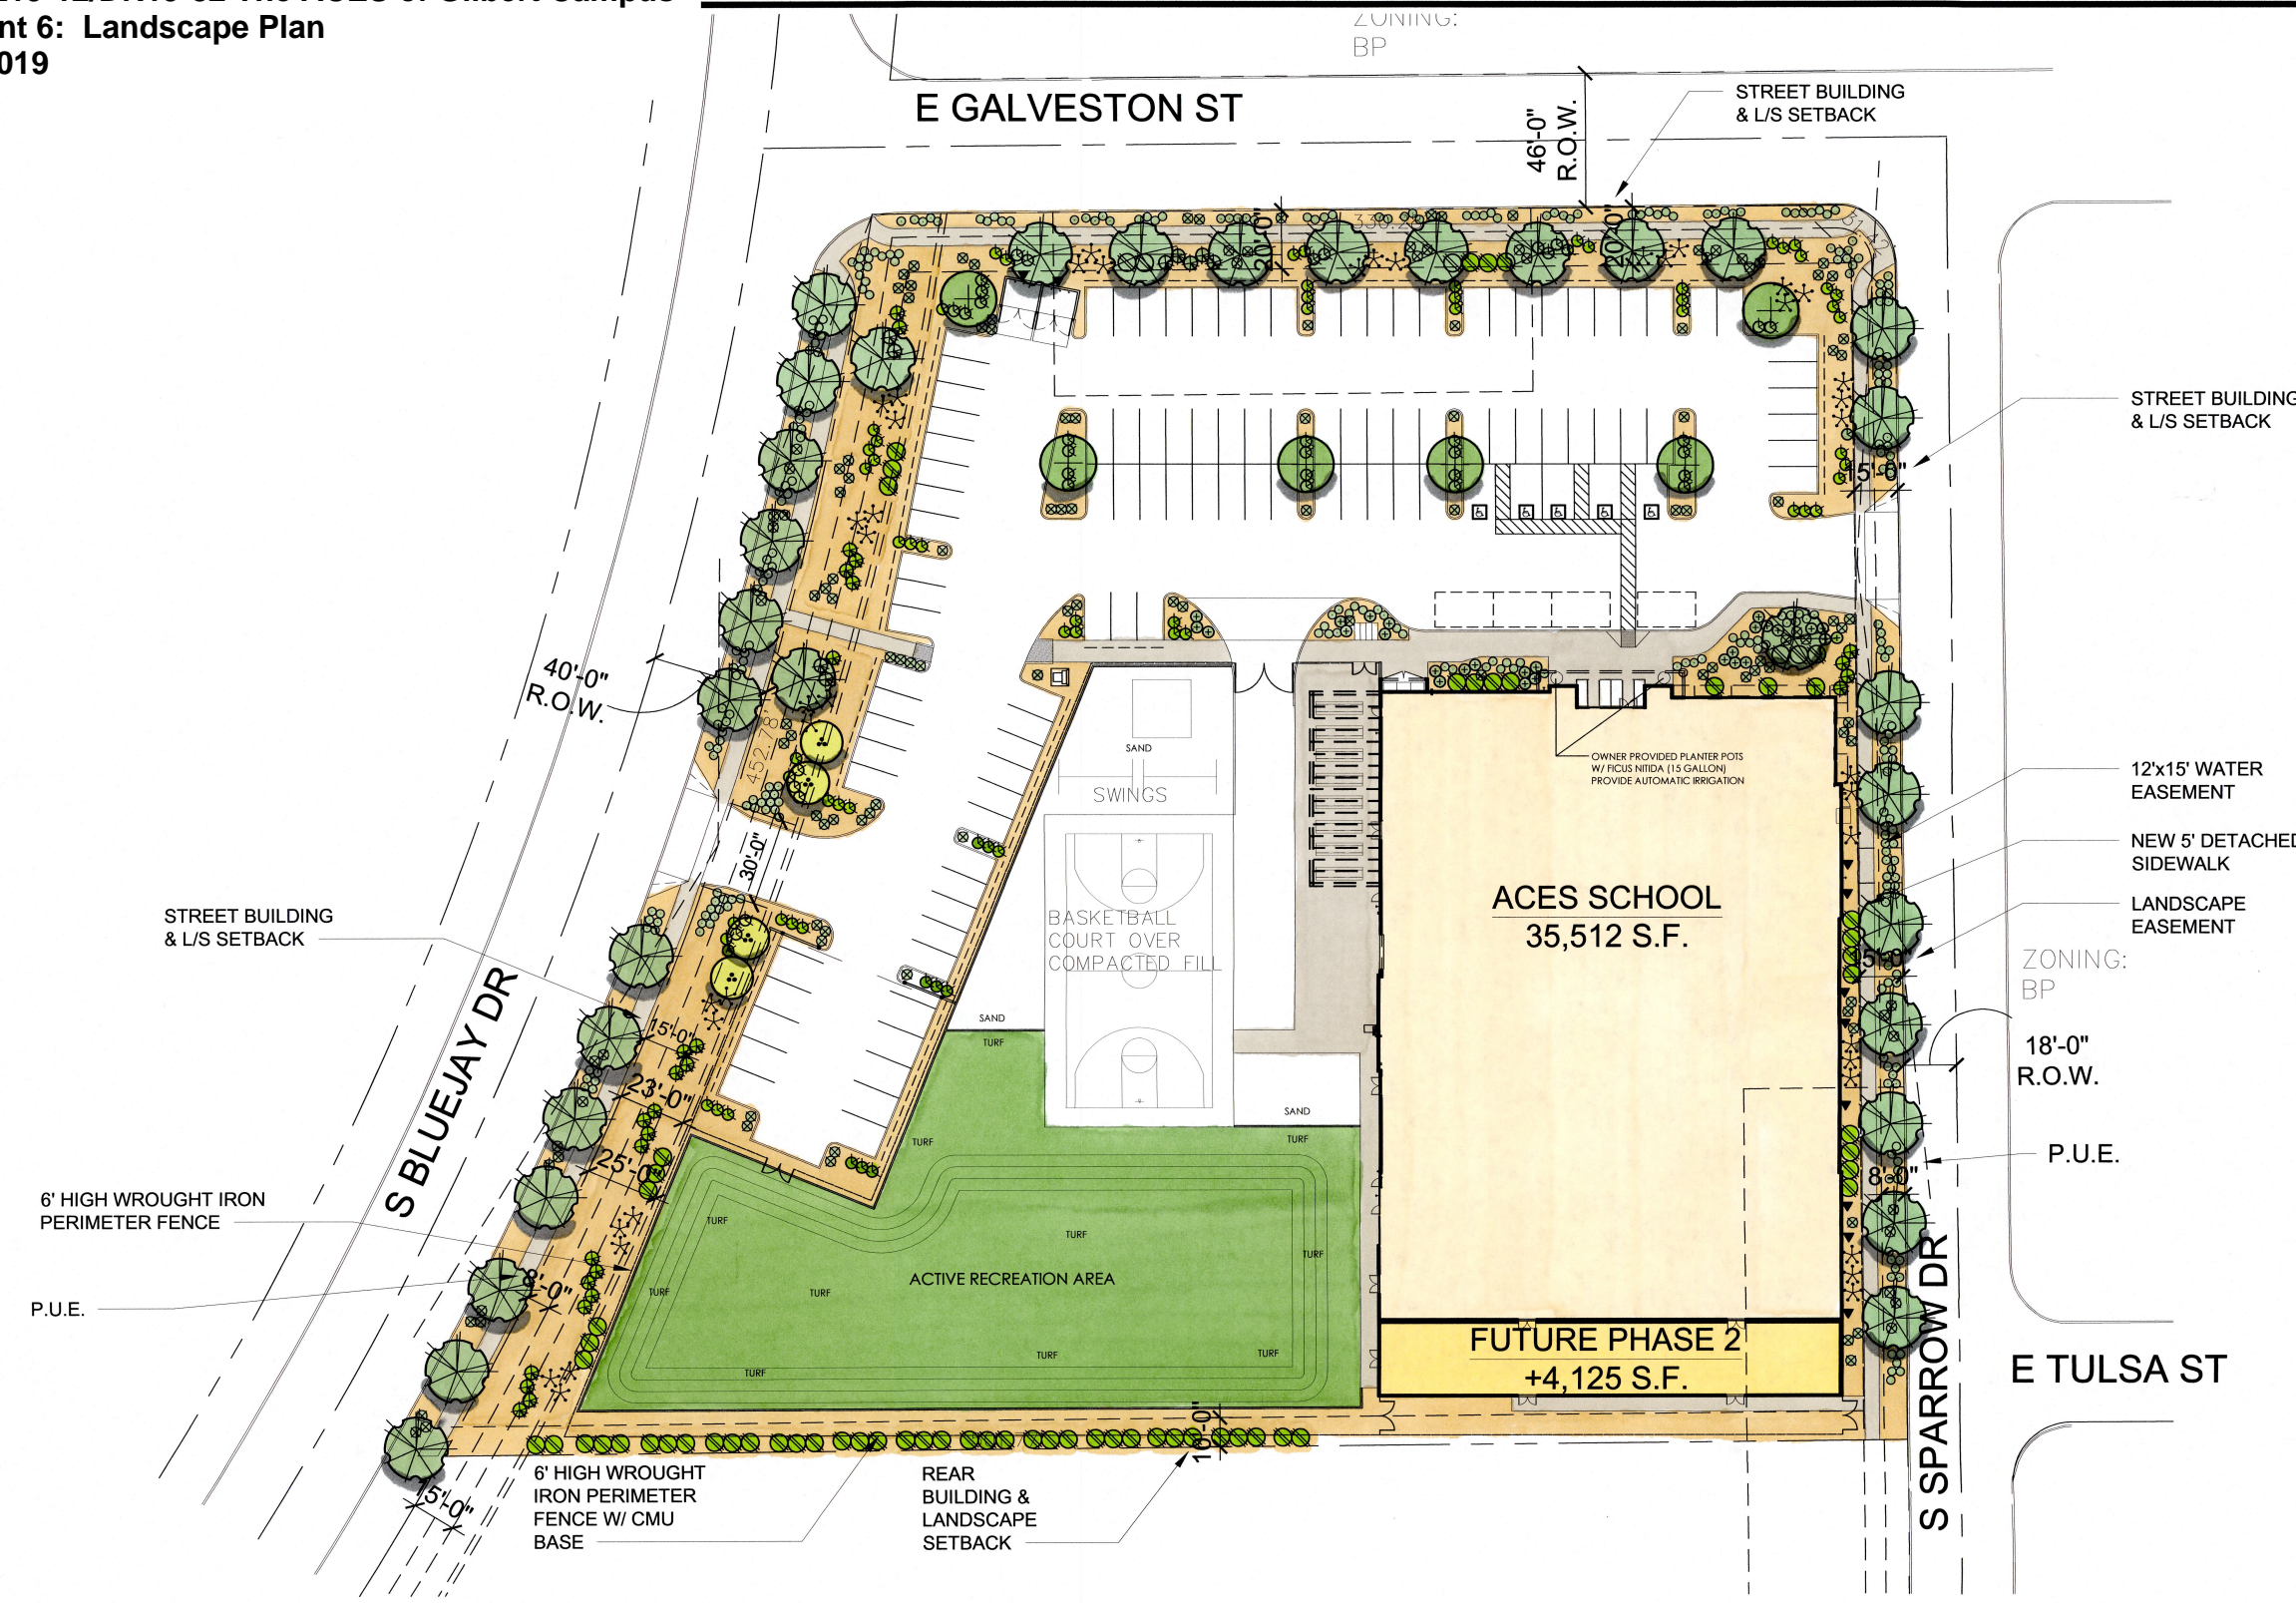 nt 6: Landscape Plan
019
ZONING:
BP
E GALVESTON ST
46'-0"
R.O.W.
STREET BUILDING
& L/S SETBACK
20'-0"
20'-0"
STREET BUILDING
& L/S SETBACK
15'-0"
40'-0"
R.O.W.
452.78'
30'-0"
SAND
SWINGS
OWNER PROVIDED PLANTER POTS
W/ FICUS NITIDA (15 GALLON)
PROVIDE AUTOMATIC IRRIGATION
12'x15' WATER
EASEMENT
NEW 5' DETACHED
SIDEWALK
LANDSCAPE
EASEMENT
STREET BUILDING
& L/S SETBACK
BASKETBALL
COURT OVER
COMPACTED FILL
ACES SCHOOL
35,512 S.F.
ZONING:
BP
S BLUEJAY DR
15'-0"
23'-0"
25'-0"
SAND
TURF
18'-0"
R.O.W.
SAND
TURF
TURF
P.U.E.
8'-0"
6' HIGH WROUGHT IRON
PERIMETER FENCE
TURF
TURF
TURF
ACTIVE RECREATION AREA
TURF
TURF
P.U.E.
8'-0"
TURF
TURF
TURF
FUTURE PHASE 2
+4,125 S.F.
S SPARROW DR
E TULSA ST
10'-0"
15'-0"
6' HIGH WROUGHT
IRON PERIMETER
FENCE W/ CMU
BASE
REAR
BUILDING &
LANDSCAPE
SETBACK